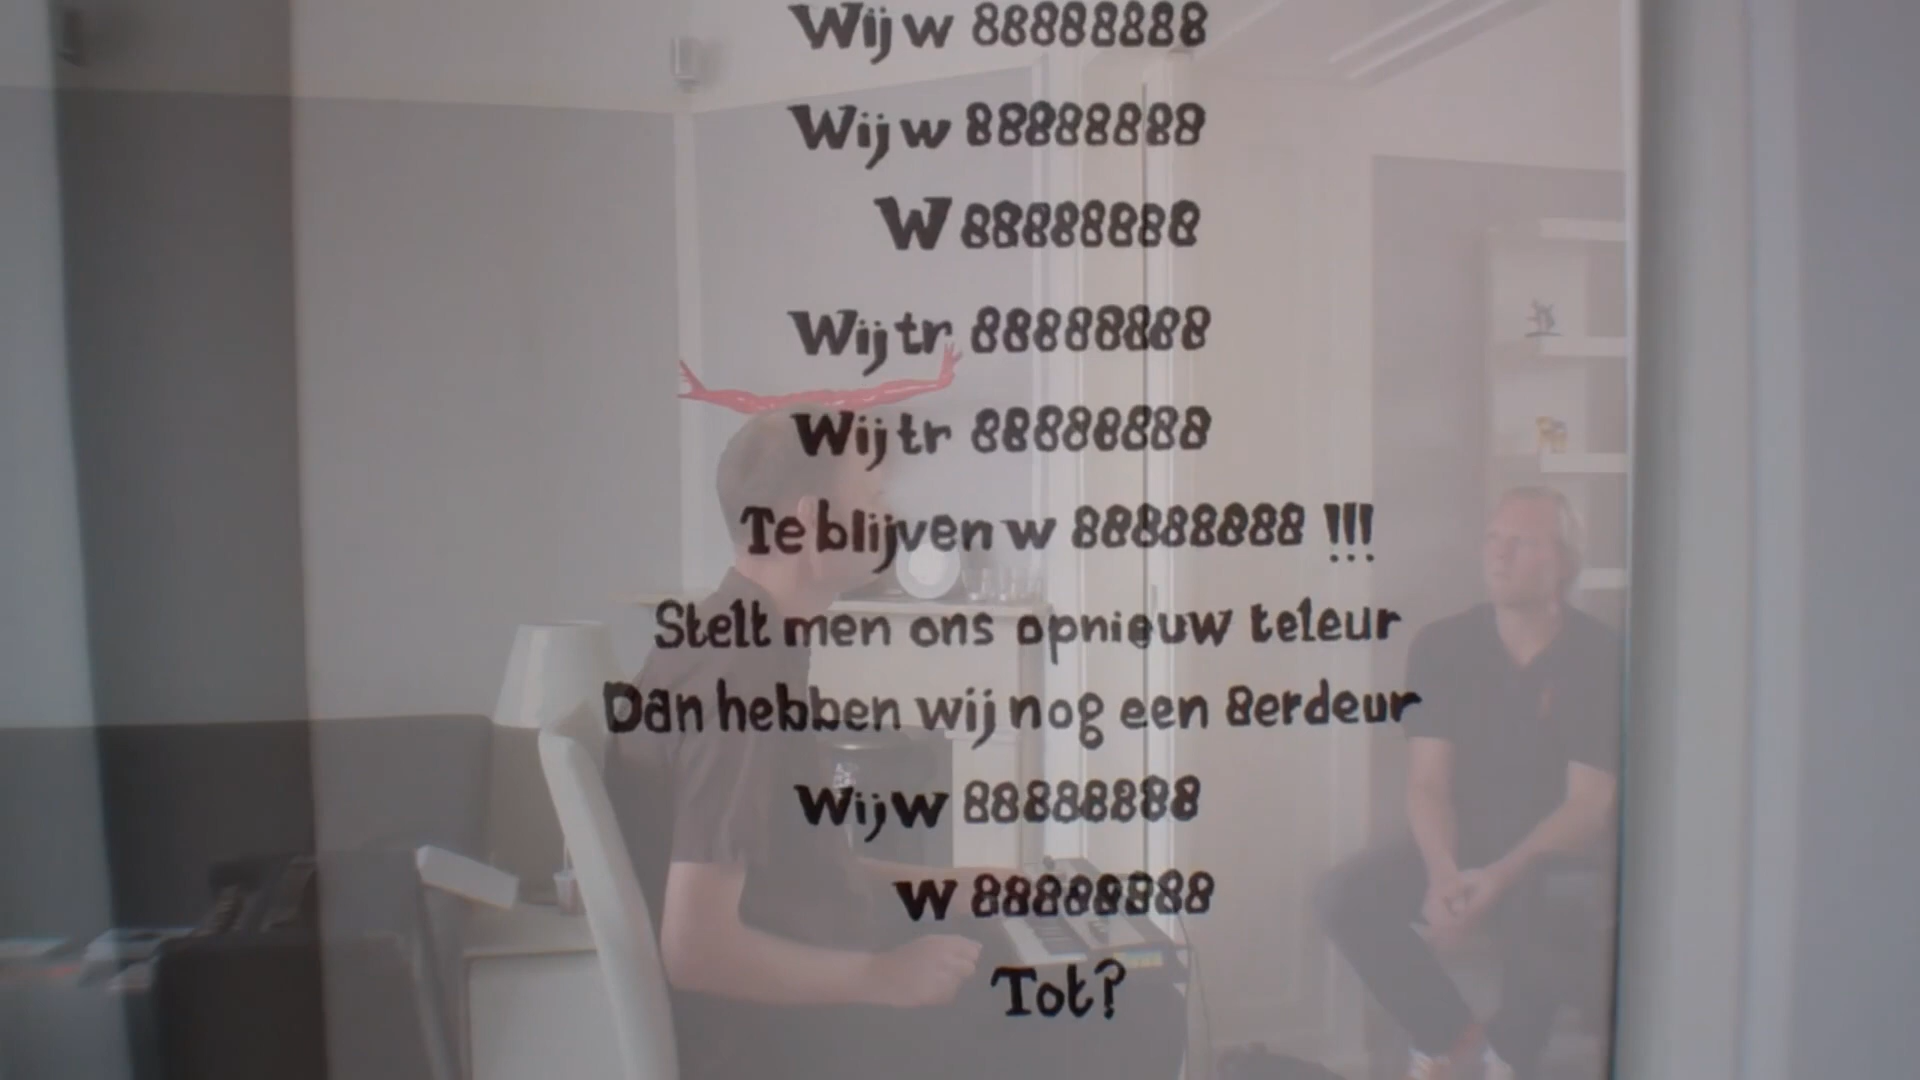 Wij w 88888888
Wij w 88888888
W 88888888
Wij tr 88888888
Wij tr 88888888
Te blijven w 88888888 !!!
Stelt men ons opnieuw teleur
Dan hebben wij nog een 8erdeur
Wij w 88888888
w 88888888
Tot?